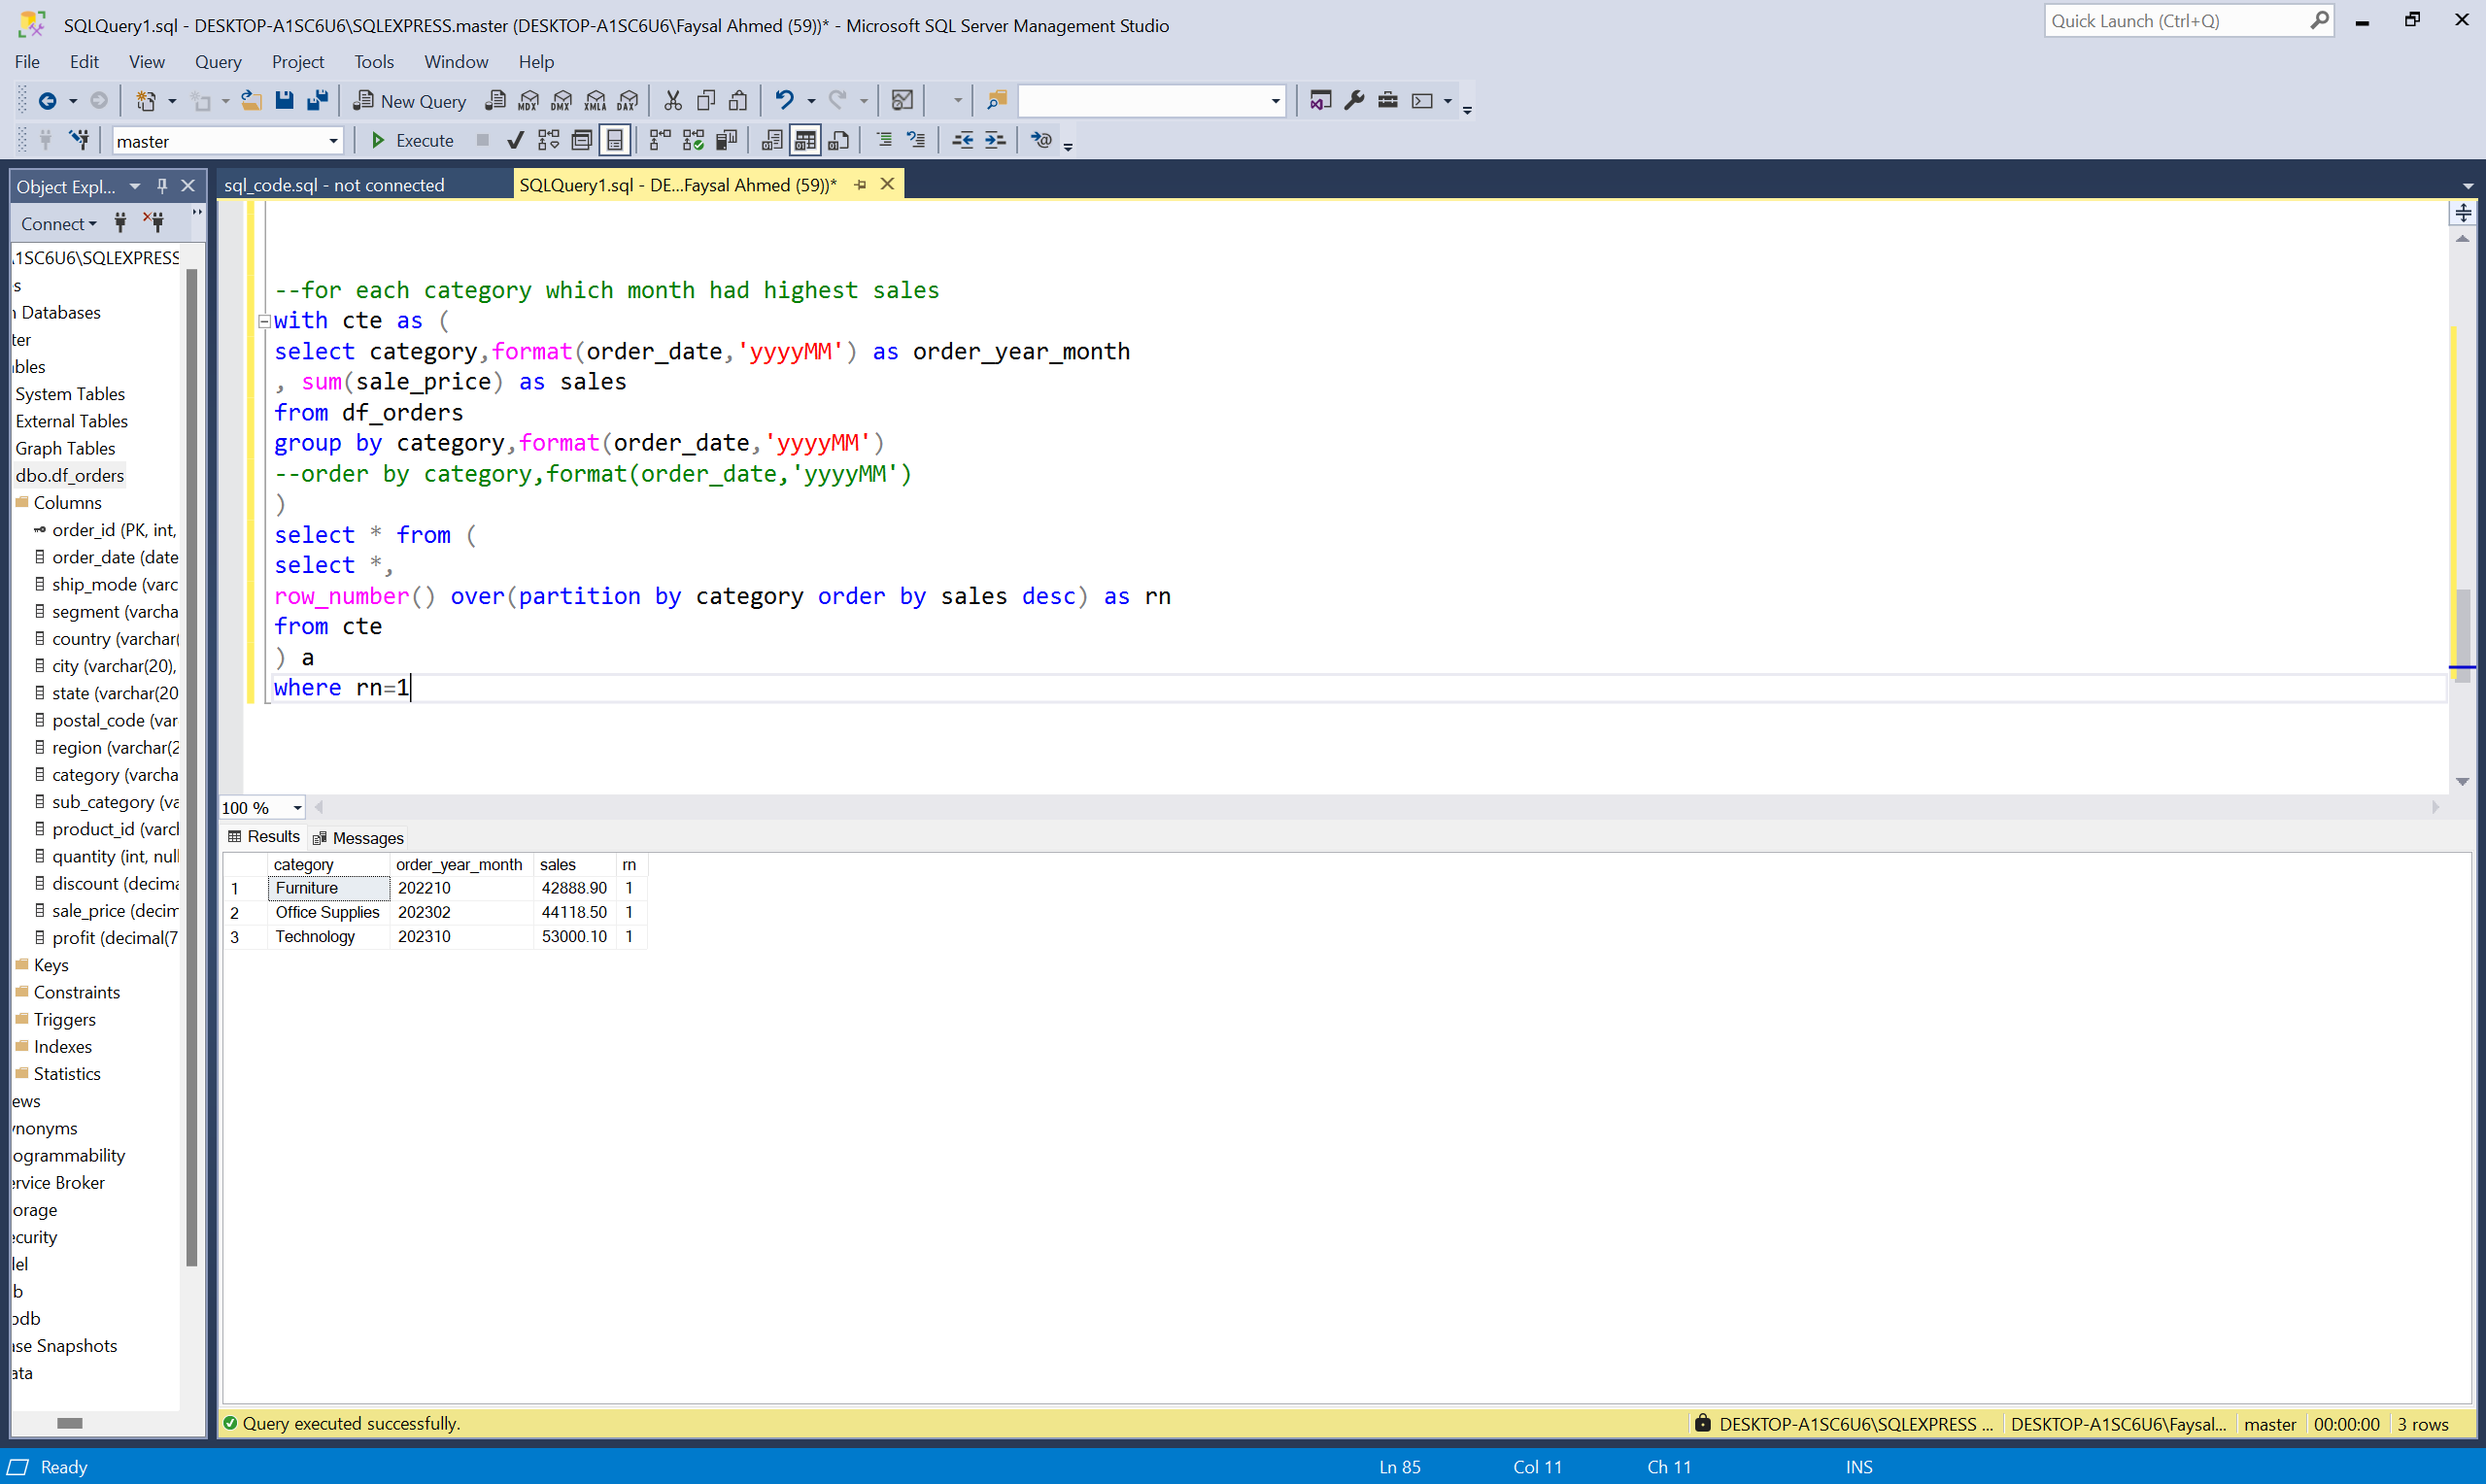 SQLQuery1.sql - DESKTOP-A1SC6U6\SQLEXPRESS.master (DESKTOP-A1SC6U6\Faysal Ahmed (59))* - Microsoft SQL Server Management Studio
Quick Launch (Ctrl+Q)
File Edit View Query Project Tools Window Help
New Query MDX DMX XMLA DAX
master Execute
Object Expl...
sql_code.sql - not connected
SQLQuery1.sql - DE...Faysal Ahmed (59))*
Connect
1SC6U6\SQLEXPRESS
s
Databases
ter
bles
System Tables
External Tables
Graph Tables
dbo.df_orders
Columns
order_id (PK, int,
order_date (date
ship_mode (varc
segment (varcha
country (varchar(
city (varchar(20),
state (varchar(20
postal_code (var
region (varchar(2
category (varcha
sub_category (va
product_id (varcl
quantity (int, null
discount (decima
sale_price (decim
profit (decimal(7
Keys
Constraints
Triggers
Indexes
Statistics
ews
ynonyms
ogrammability
ervice Broker
orage
ecurity
del
b
odb
ase Snapshots
ata
--for each category which month had highest sales
with cte as (
select category,format(order_date,'yyyyMM') as order_year_month
, sum(sale_price) as sales
from df_orders
group by category,format(order_date,'yyyyMM')
--order by category,format(order_date,'yyyyMM')
)
select * from (
select *,
row_number() over(partition by category order by sales desc) as rn
from cte
) a
where rn=1
100 %
Results Messages
category order_year_month sales rn
1 Furniture 202210 42888.90 1
2 Office Supplies 202302 44118.50 1
3 Technology 202310 53000.10 1
Query executed successfully.
DESKTOP-A1SC6U6\SQLEXPRESS ... DESKTOP-A1SC6U6\Faysal... master 00:00:00 3 rows
Ready Ln 85 Col 11 Ch 11 INS